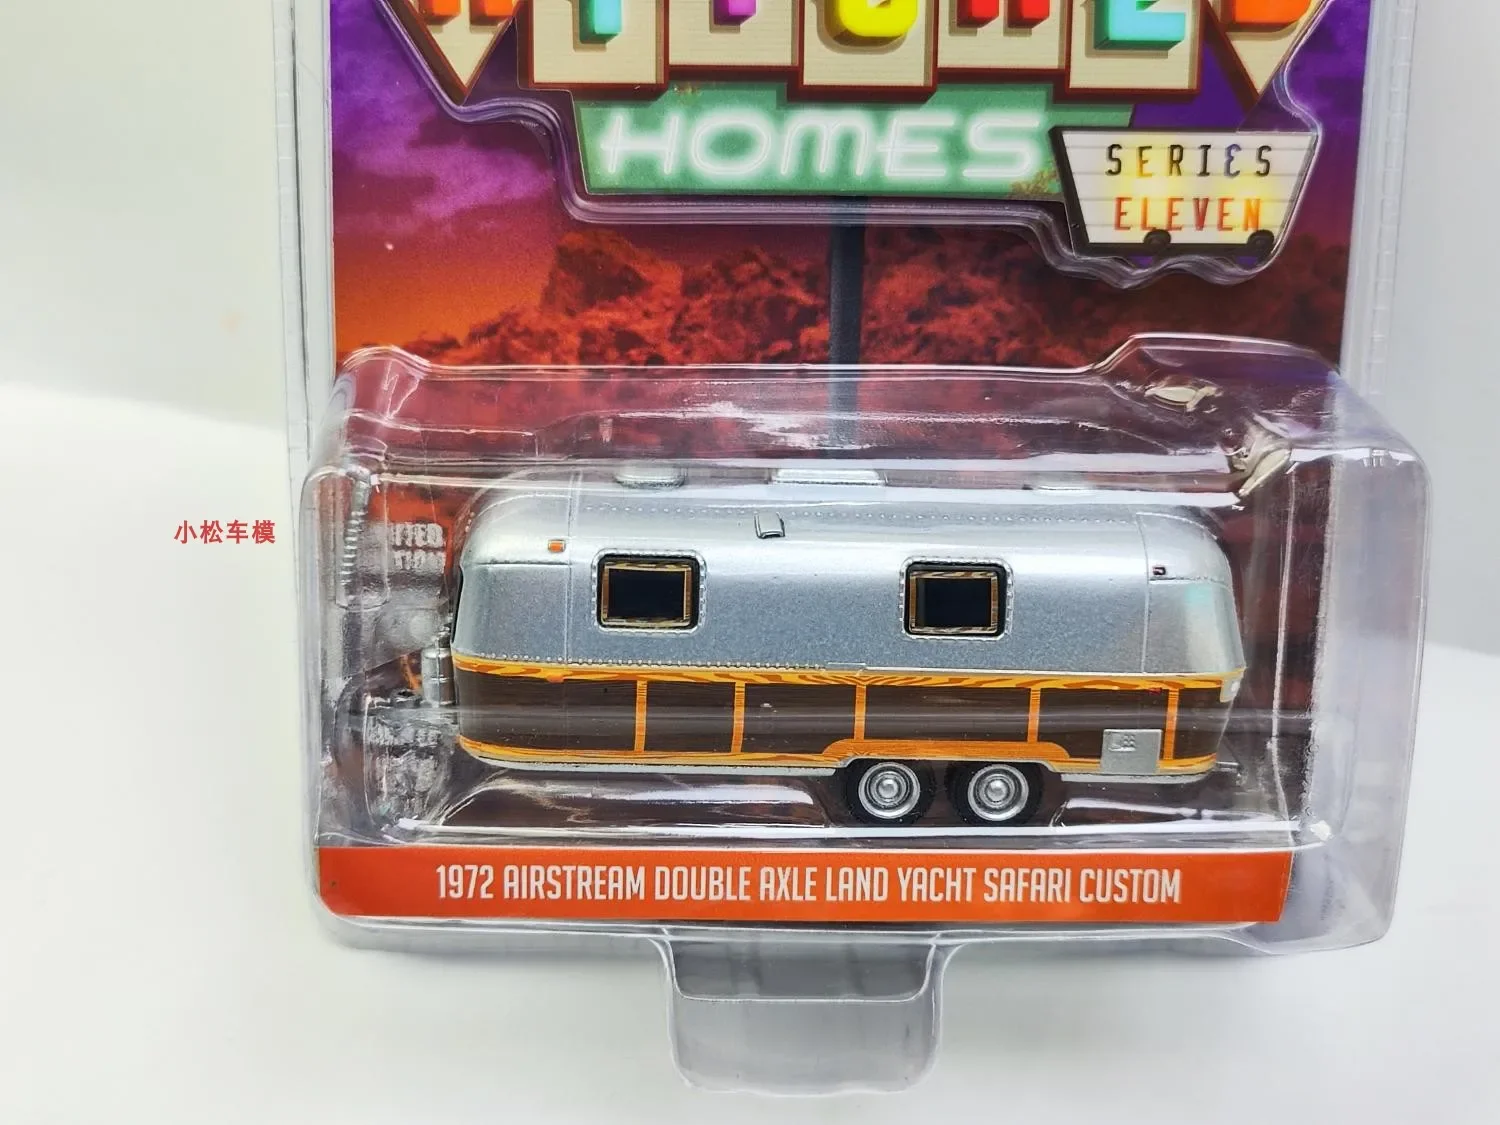 HOMES
SERIES
ELEVEN
小松车模
1972 AIRSTREAM DOUBLE AXLE LAND YACHT SAFARI CUSTOM